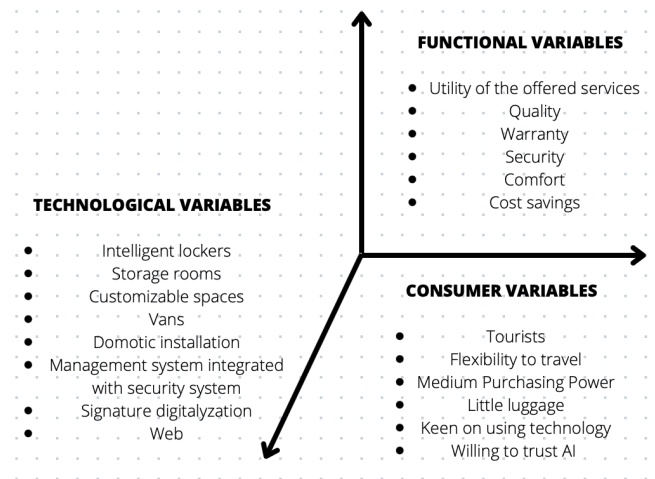 FUNCTIONAL VARIABLES
• Utility of the offered services
• Quality
• Warranty
• Security
• Comfort
• Cost savings
TECHNOLOGICAL VARIABLES
• Intelligent lockers
• Storage rooms
• Customizable spaces
• Vans
• Domotic installation
• Management system integrated
with security system
• Signature digitalyzation
• Web
CONSUMER VARIABLES
• Tourists
• Flexibility to travel
• Medium Purchasing Power
• Little luggage
• Keen on using technology
• Willing to trust AI